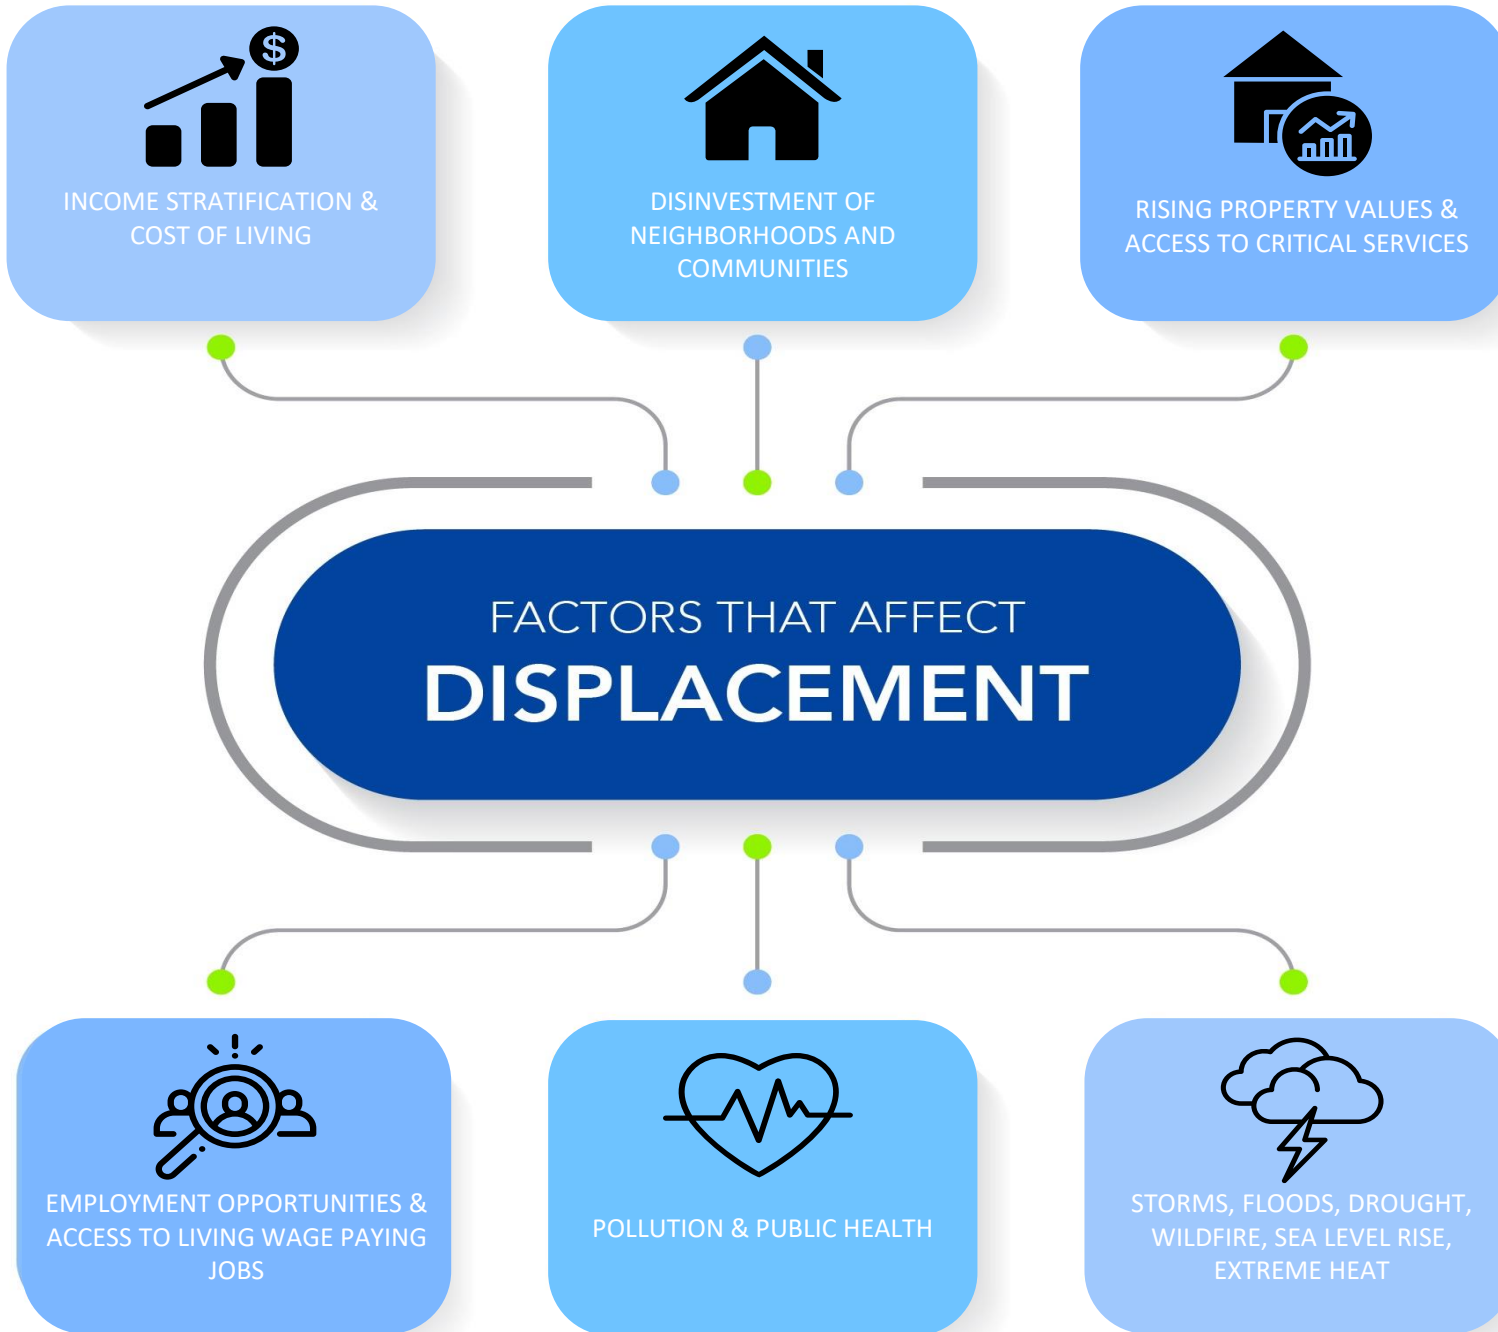 $
INCOME STRATIFICATION &
COST OF LIVING
DISINVESTMENT OF
NEIGHBORHOODS AND
COMMUNITIES
RISING PROPERTY VALUES &
ACCESS TO CRITICAL SERVICES
FACTORS THAT AFFECT
DISPLACEMENT
EMPLOYMENT OPPORTUNITIES &
ACCESS TO LIVING WAGE PAYING
JOBS
POLLUTION & PUBLIC HEALTH
STORMS, FLOODS, DROUGHT,
WILDFIRE, SEA LEVEL RISE,
EXTREME HEAT